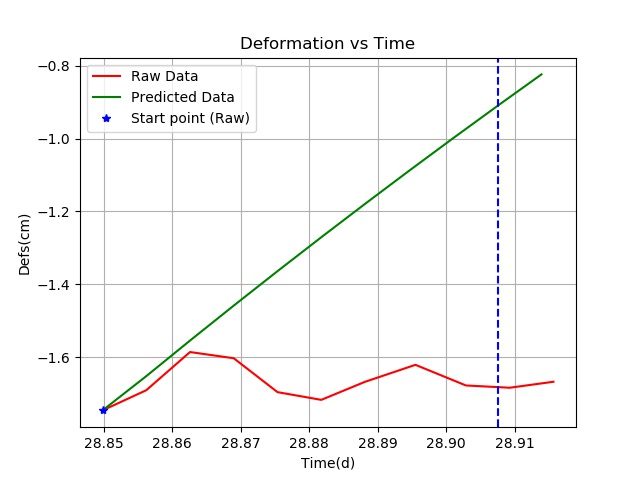 Deformation vs Time
Raw Data
Predicted Data
Start point (Raw)
Defs(cm)
−0.8
−1.0
−1.2
−1.4
−1.6
28.85 28.86 28.87 28.88 28.89 28.90 28.91
Time(d)